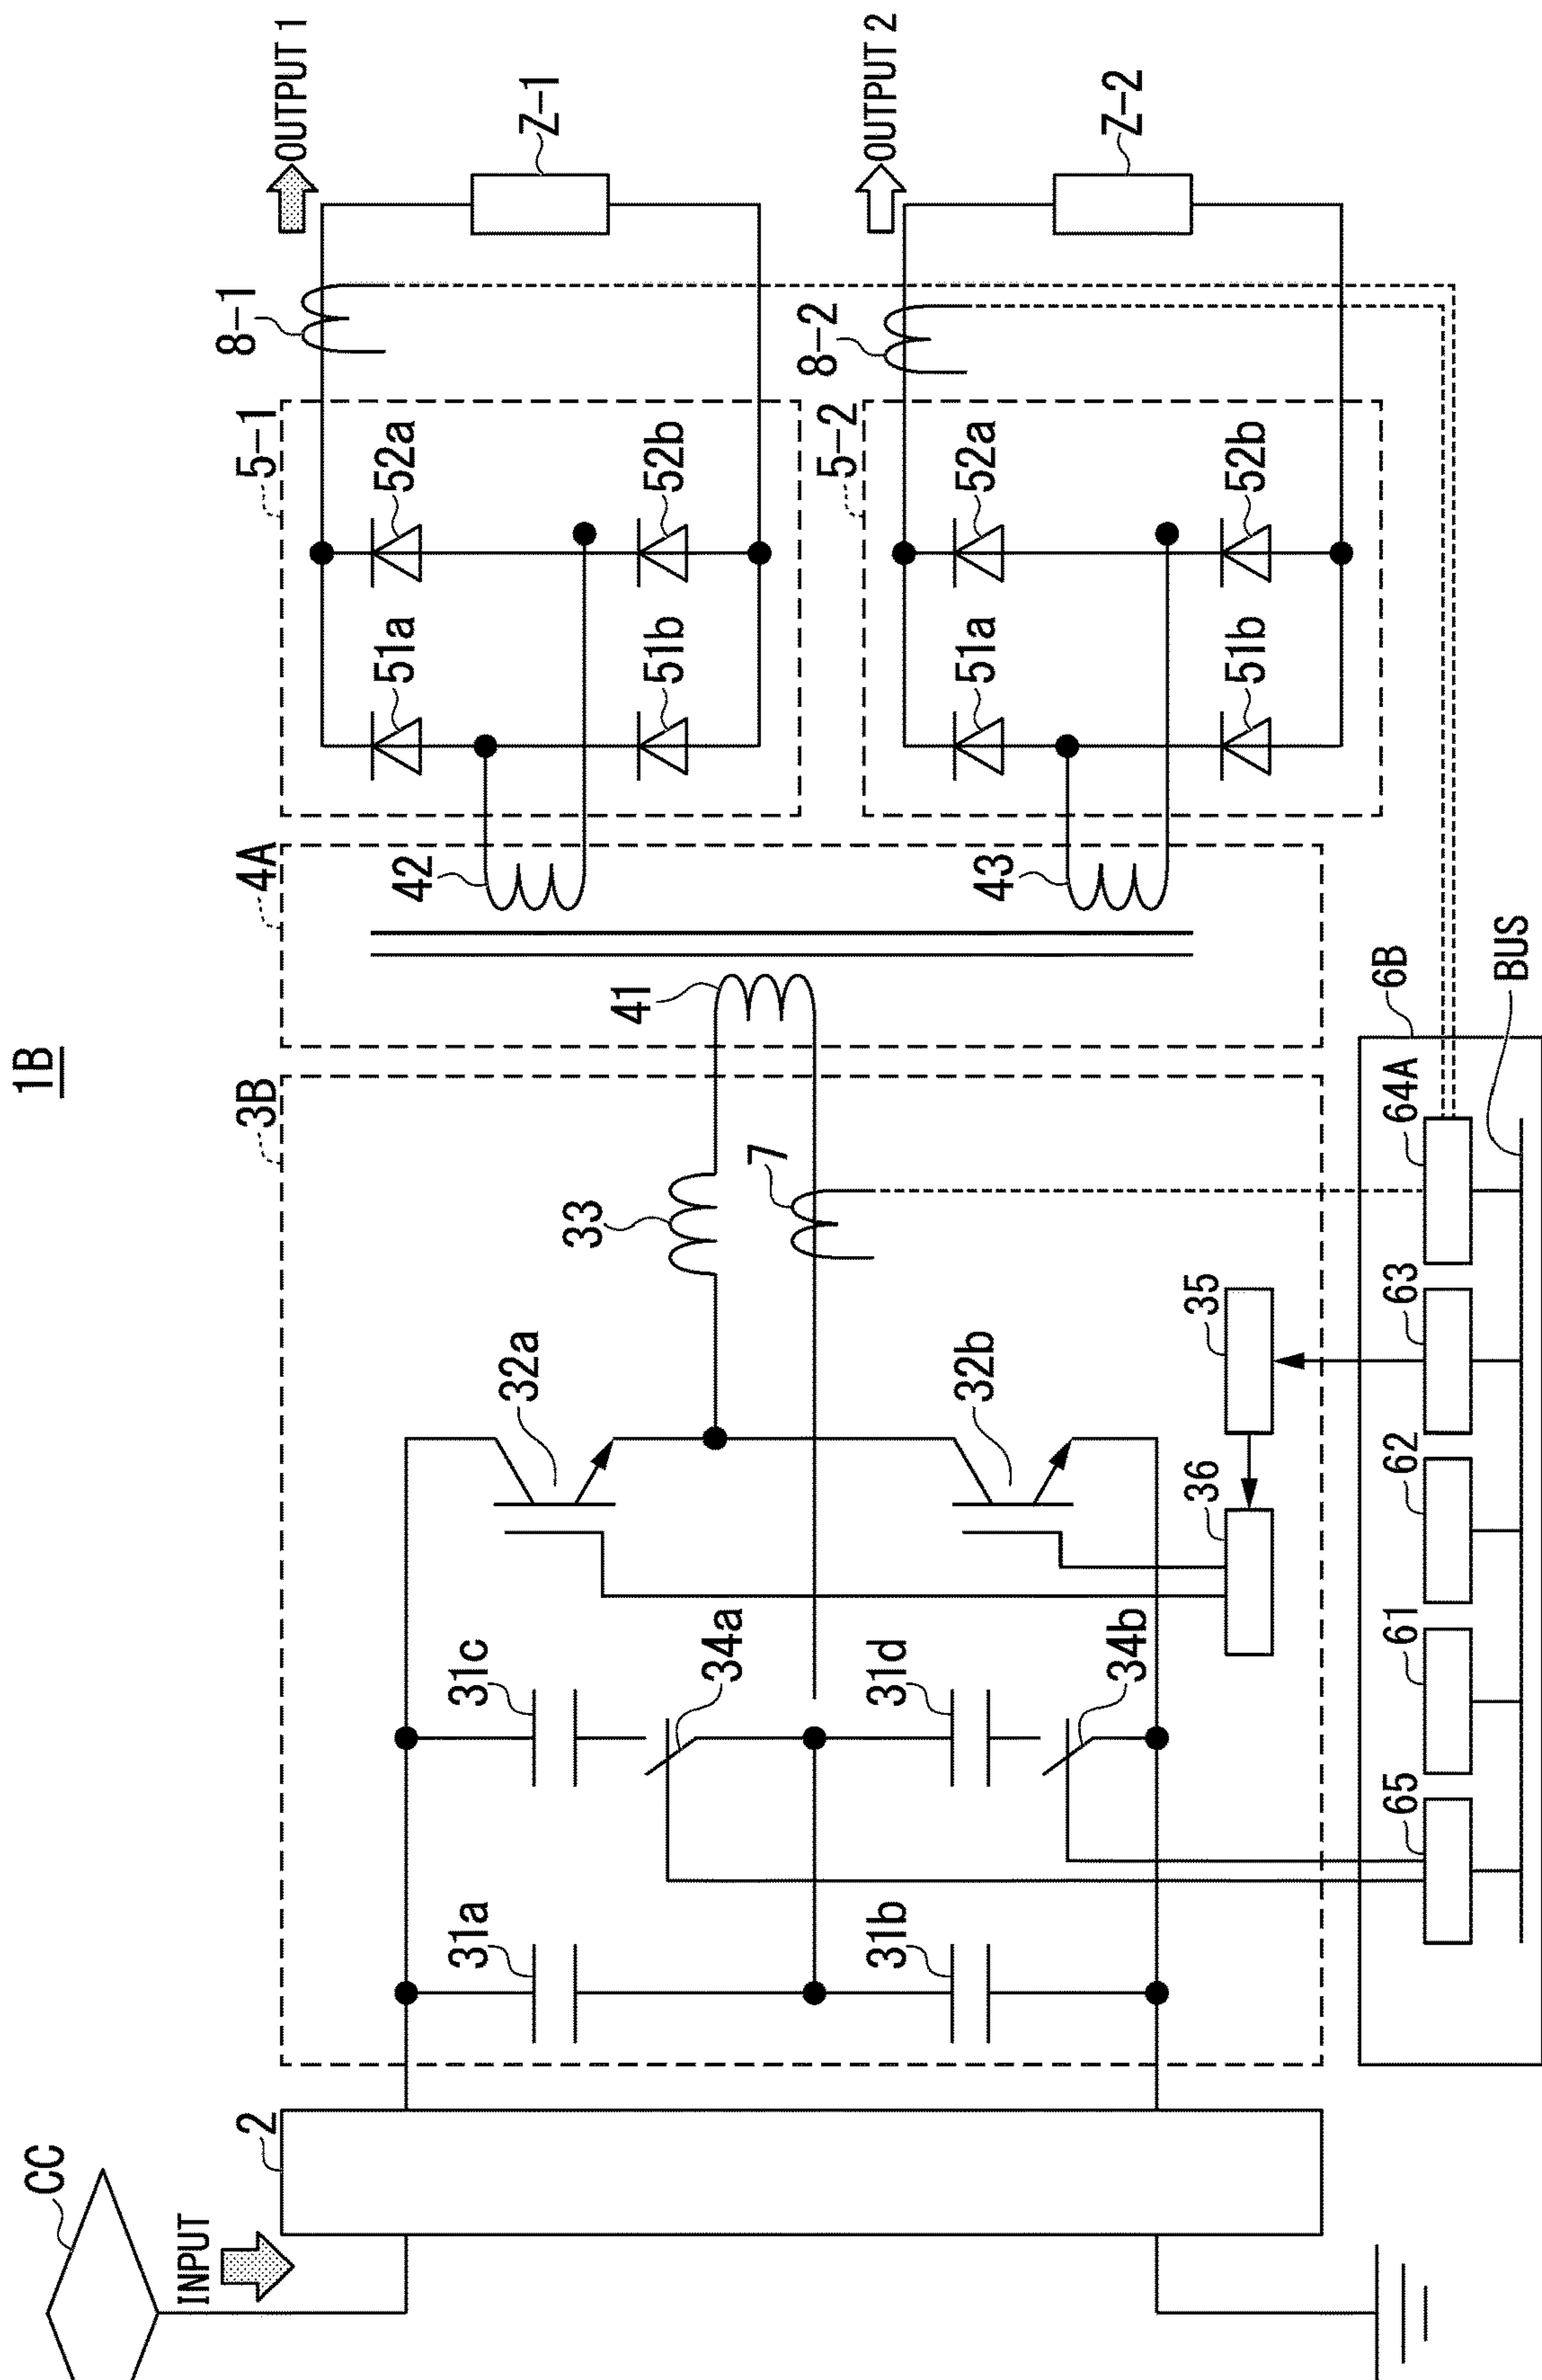 1B
CC
INPUT
2
3B
31a
31b
31c
31d
34a
34b
32a
32b
36
35
33
7
4A
41
42
43
5-1
51a
51b
52a
52b
5-2
51a
51b
52a
52b
8-1
8-2
OUTPUT 1
Z-1
OUTPUT 2
Z-2
6B
65
61
62
63
64A
BUS